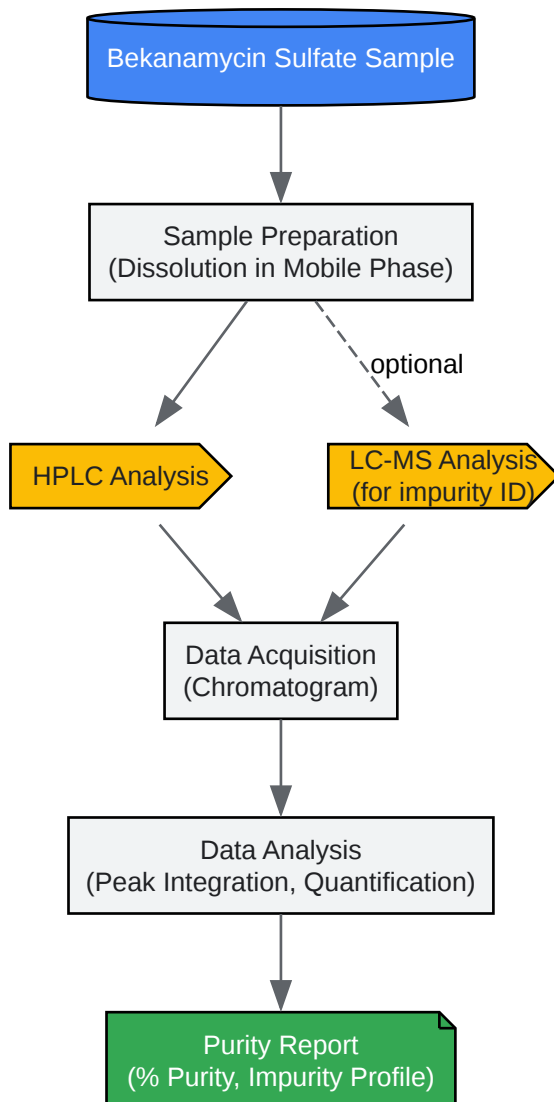 Bekanamycin Sulfate Sample
Sample Preparation
(Dissolution in Mobile Phase)
optional
HPLC Analysis
LC-MS Analysis
(for impurity ID)
Data Acquisition
(Chromatogram)
Data Analysis
(Peak Integration, Quantification)
Purity Report
(% Purity, Impurity Profile)